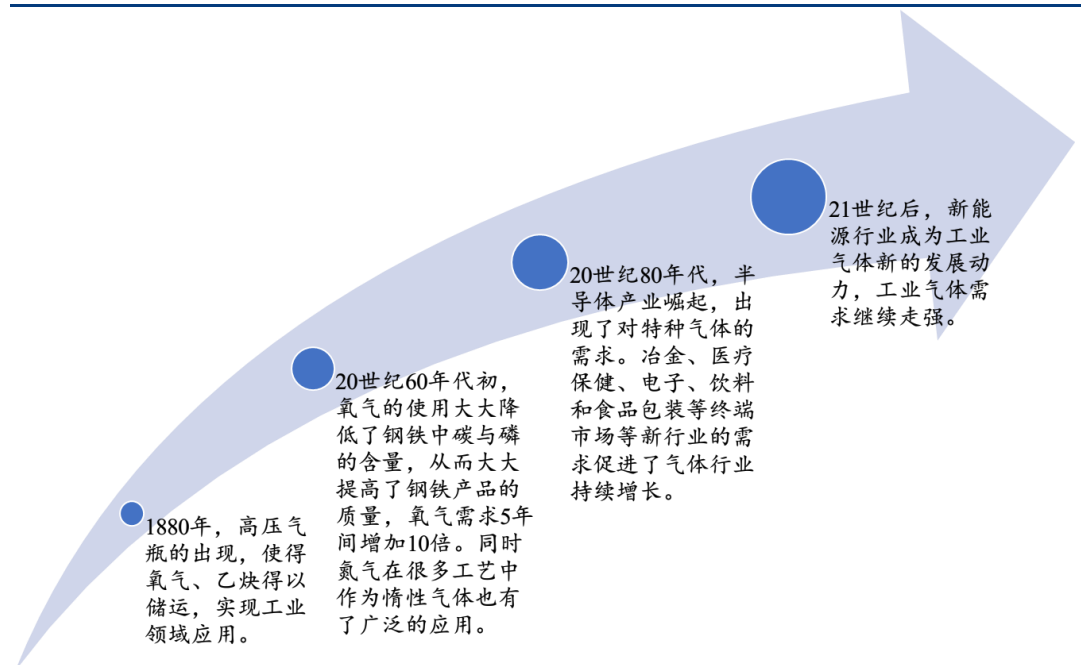 1880年，高压气
瓶的出现，使得
氧气、乙炔得以
储运，实现工业
领域应用。
20世纪60年代初，
氧气的使用大大降
低了钢铁中碳与磷
的含量，从而大大
提高了钢铁产品的
质量，氧气需求5年
间增加10倍。同时
氮气在很多工艺中
作为惰性气体也有
了广泛的应用。
20世纪80年代，半
导体产业崛起，出
现了对特种气体的
需求。冶金、医疗
保健、电子、饮料
和食品包装等终端
市场等新行业的需
求促进了气体行业
持续增长。
21世纪后，新能
源行业成为工业
气体新的发展动
力，工业气体需
求继续走强。